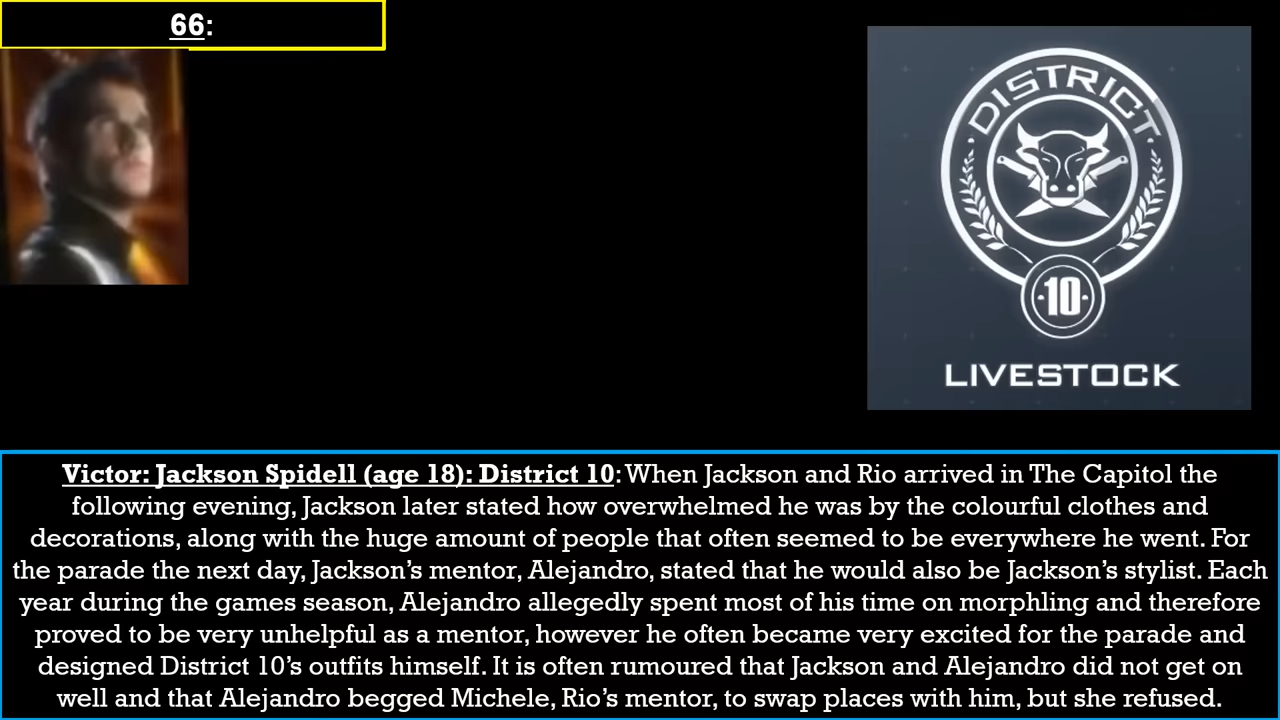 66:
DISTRICT
10
LIVESTOCK
Victor: Jackson Spidell (age 18): District 10: When Jackson and Rio arrived in The Capitol the
following evening, Jackson later stated how overwhelmed he was by the colourful clothes and
decorations, along with the huge amount of people that often seemed to be everywhere he went. For
the parade the next day, Jackson’s mentor, Alejandro, stated that he would also be Jackson’s stylist. Each
year during the games season, Alejandro allegedly spent most of his time on morphling and therefore
proved to be very unhelpful as a mentor, however he often became very excited for the parade and
designed District 10’s outfits himself. It is often rumoured that Jackson and Alejandro did not get on
well and that Alejandro begged Michele, Rio’s mentor, to swap places with him, but she refused.